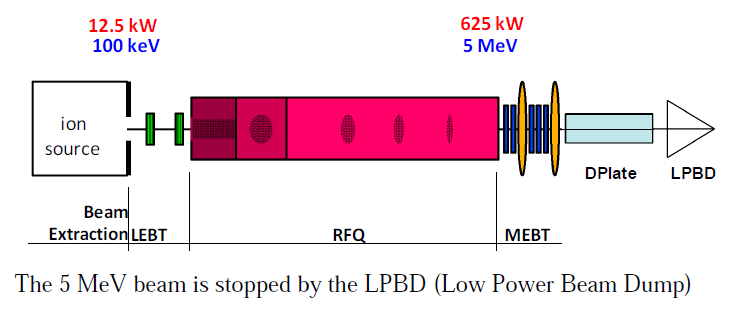 12.5 kW
100 keV
625 kW
5 MeV
ion
source
DPlate
LPBD
Beam
Extraction
LEBT
RFQ
MEBT
The 5 MeV beam is stopped by the LPBD (Low Power Beam Dump)